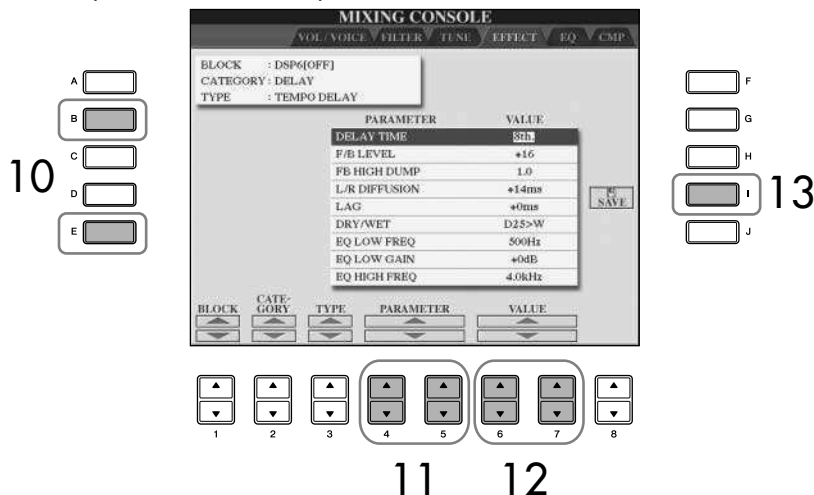 MIXING CONSOLE
VOL/VOICE FILTER TUNE EFFECT EQ CMP
BLOCK : DSP6[OFF]
CATEGORY : DELAY
TYPE : TEMPO DELAY
PARAMETER VALUE
DELAY TIME 8th.
F/B LEVEL +16
FB HIGH DUMP 1.0
L/R DIFFUSION +14ms
LAG +0ms
DRY/WET D25>W
EQ LOW FREQ 500Hz
EQ LOW GAIN +0dB
EQ HIGH FREQ 4.0kHz
SAVE
BLOCK CATE-GORY TYPE PARAMETER VALUE
A
B
C
D
E
10
F
G
H
I
J
13
1 2 3 4 5 6 7 8
11 12